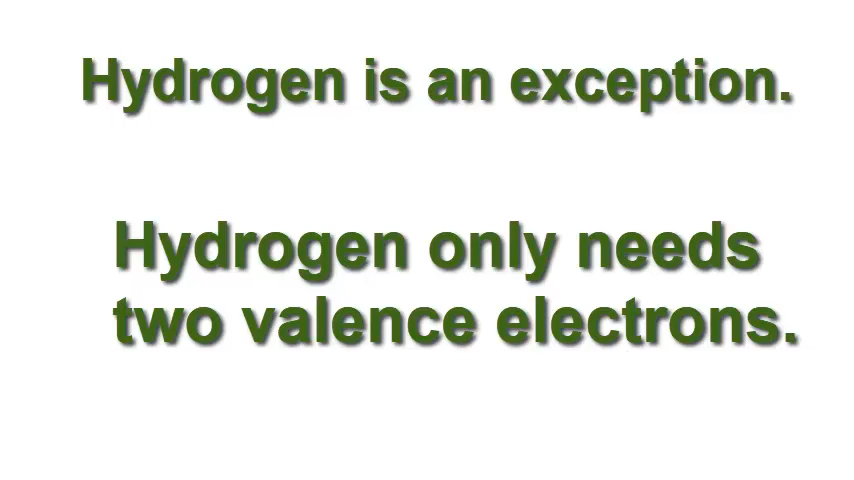 Hydrogen is an exception.
Hydrogen only needs
two valence electrons.